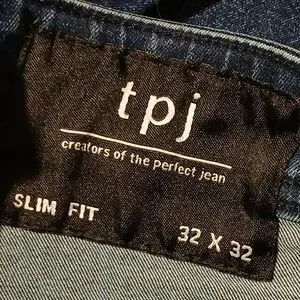 tpj
creators of the perfect jean
SLIM FIT 32 X 32